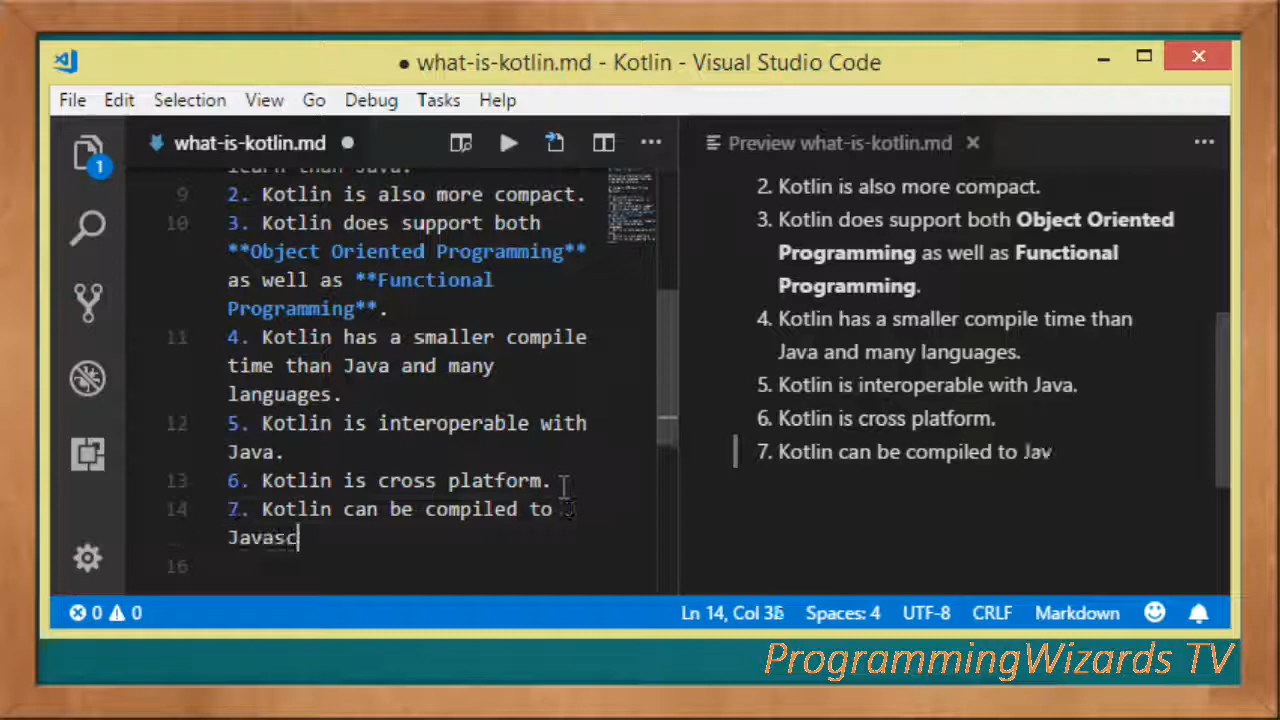 ● what-is-kotlin.md - Kotlin - Visual Studio Code
File Edit Selection View Go Debug Tasks Help
what-is-kotlin.md
Preview what-is-kotlin.md
1
learn than Java.
9 2. Kotlin is also more compact.
10 3. Kotlin does support both
**Object Oriented Programming**
as well as **Functional
Programming**.
11 4. Kotlin has a smaller compile
time than Java and many
languages.
12 5. Kotlin is interoperable with
Java.
13 6. Kotlin is cross platform.
14 7. Kotlin can be compiled to
Javasc
16
2. Kotlin is also more compact.
3. Kotlin does support both Object Oriented
Programming as well as Functional
Programming.
4. Kotlin has a smaller compile time than
Java and many languages.
5. Kotlin is interoperable with Java.
6. Kotlin is cross platform.
7. Kotlin can be compiled to Jav
0 0 Ln 14, Col Spaces: 4 UTF-8 CRLF Markdown
ProgrammingWizards TV